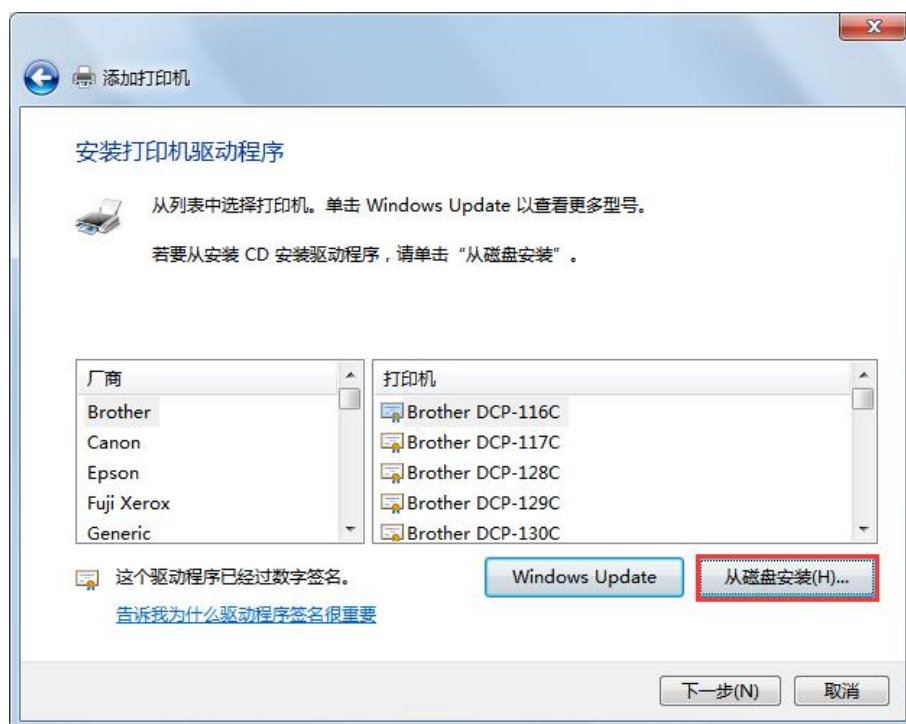 添加打印机
安装打印机驱动程序
从列表中选择打印机。单击 Windows Update 以查看更多型号。
若要从安装 CD 安装驱动程序，请单击“从磁盘安装”。
厂商
Brother
Canon
Epson
Fuji Xerox
Generic
打印机
Brother DCP-116C
Brother DCP-117C
Brother DCP-128C
Brother DCP-129C
Brother DCP-130C
这个驱动程序已经过数字签名。
告诉我为什么驱动程序签名很重要
Windows Update
从磁盘安装(H)...
下一步(N)
取消